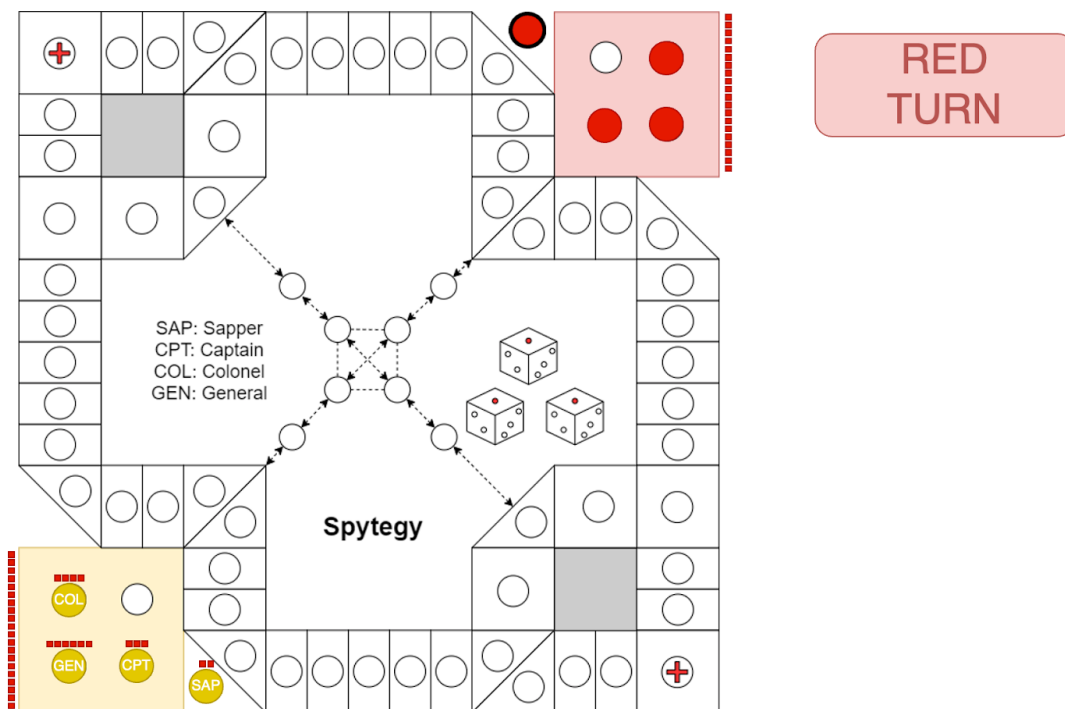 RED
TURN
SAP: Sapper
CPT: Captain
COL: Colonel
GEN: General
Spytegy
COL
GEN
CPT
SAP